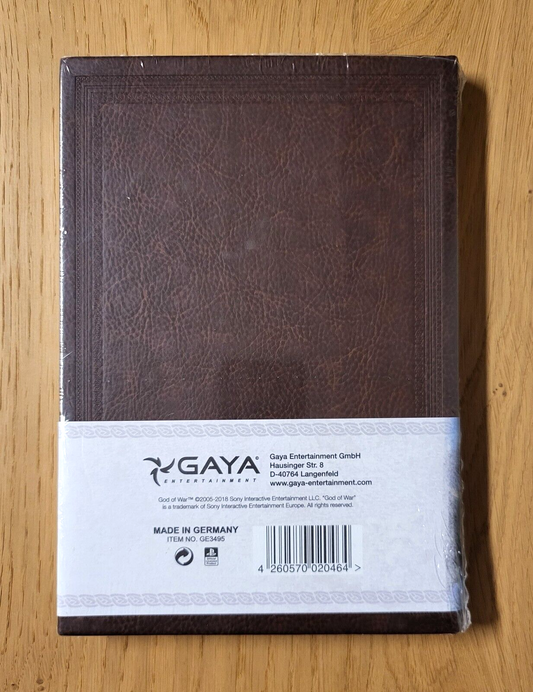 GAYA®
ENTERTAINMENT
Gaya Entertainment GmbH
Hausinger Str. 8
D-40764 Langenfeld
www.gaya-entertainment.com
God of War™ ©2005-2018 Sony Interactive Entertainment LLC. "God of War"
is a trademark of Sony Interactive Entertainment Europe. All rights reserved.
MADE IN GERMANY
ITEM NO. GE3495
4 260570 020464 >